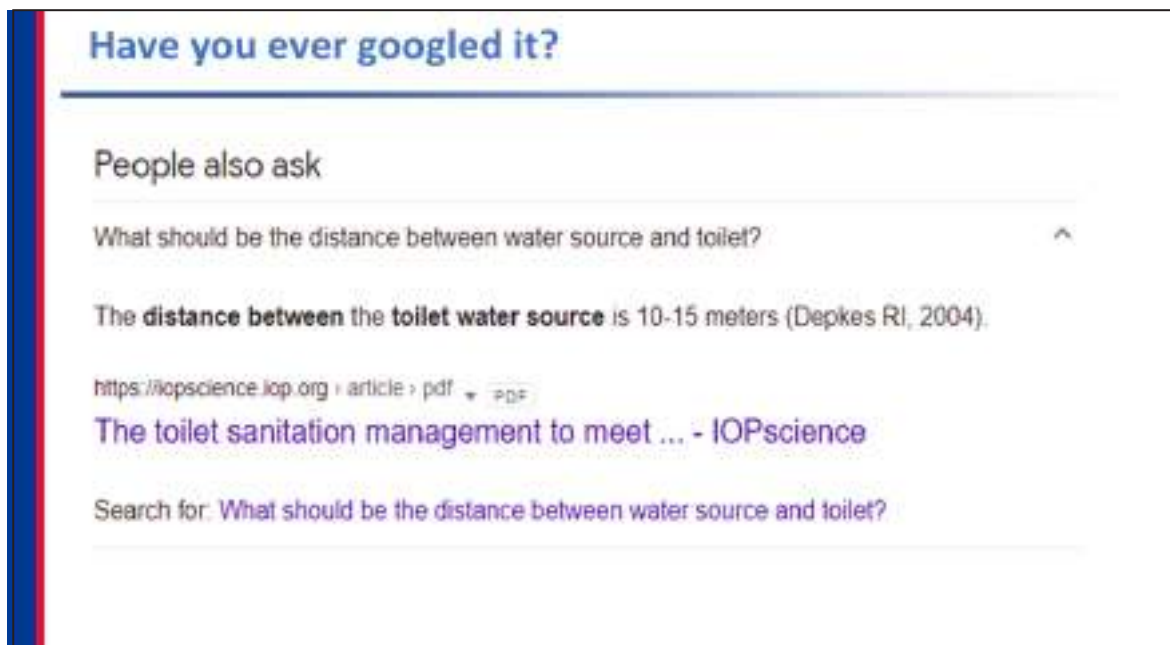 Have you ever googled it?
People also ask
What should be the distance between water source and toilet?
The distance between the toilet water source is 10-15 meters (Depkes RI, 2004).
https://iopscience.iop.org › article › pdf PDF
The toilet sanitation management to meet ... - IOPscience
Search for: What should be the distance between water source and toilet?